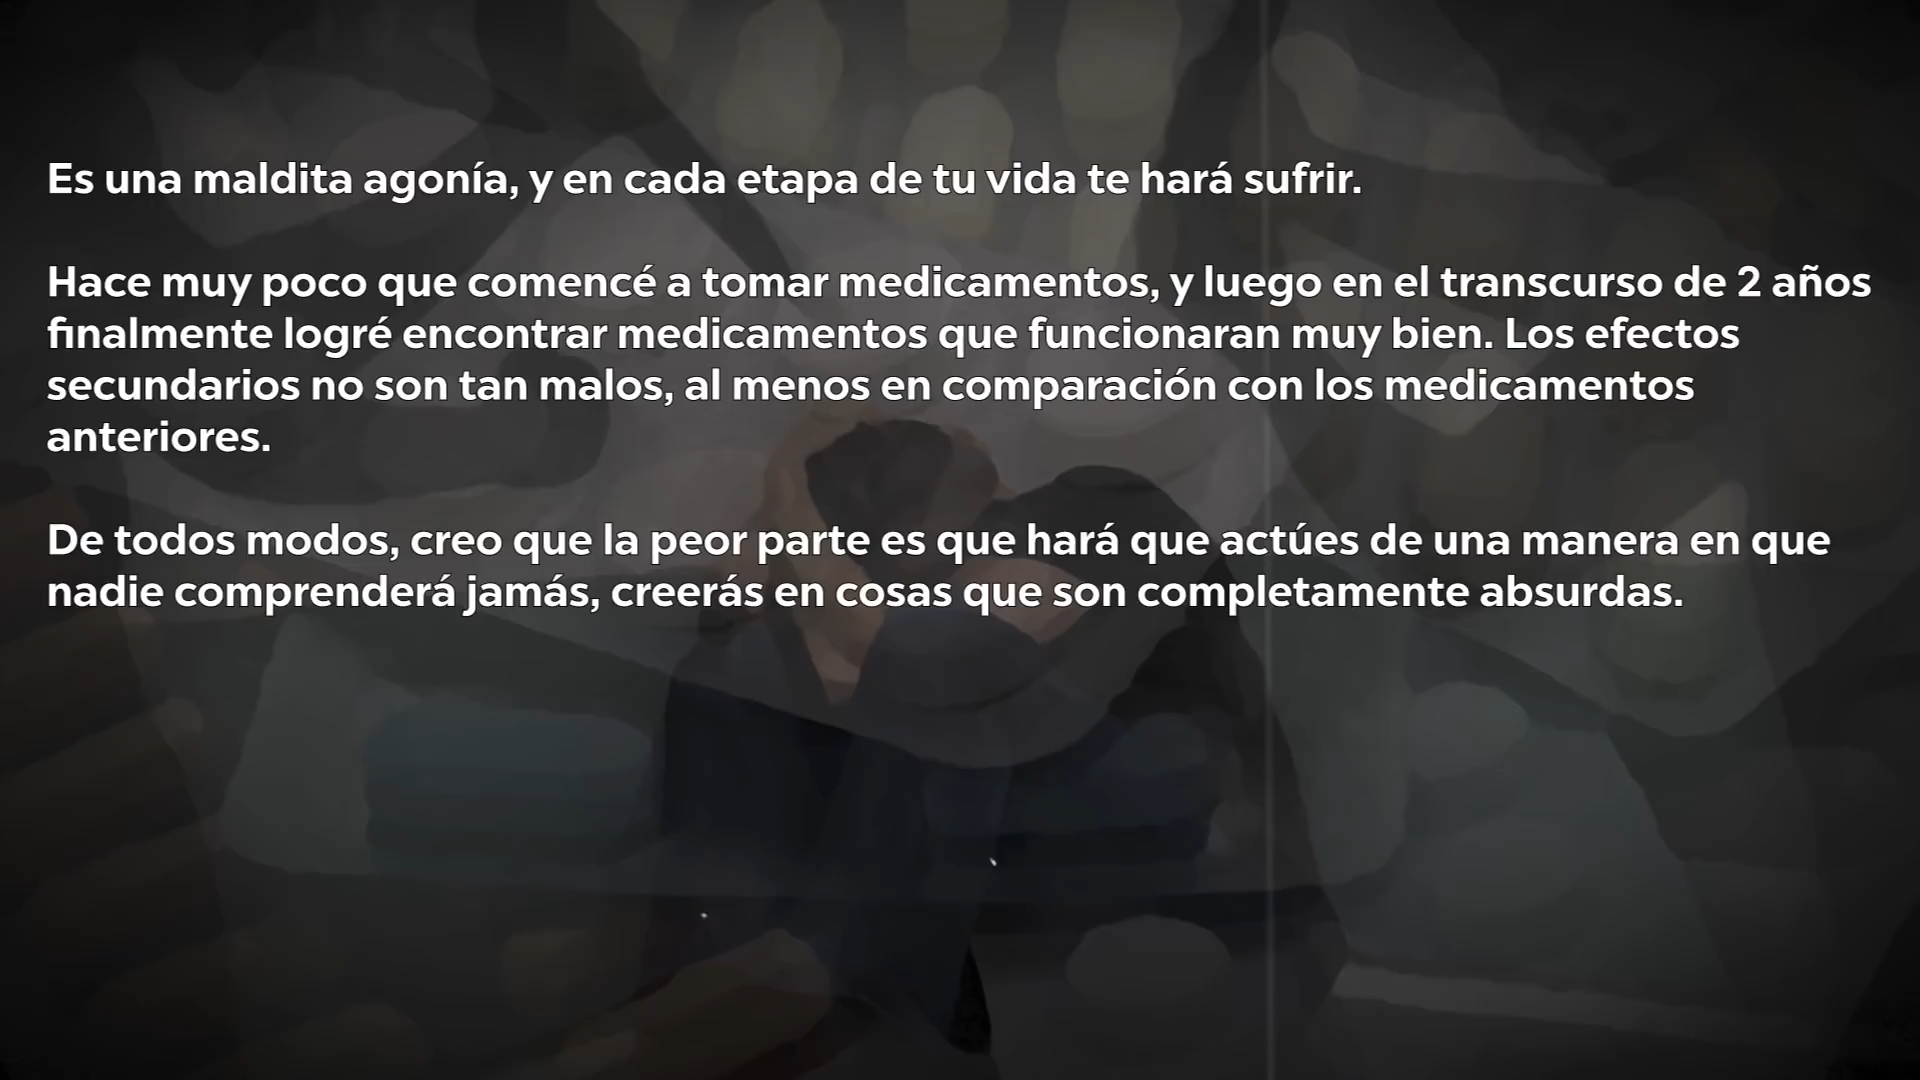 Es una maldita agonía, y en cada etapa de tu vida te hará sufrir.
Hace muy poco que comencé a tomar medicamentos, y luego en el transcurso de 2 años
finalmente logré encontrar medicamentos que funcionaran muy bien. Los efectos
secundarios no son tan malos, al menos en comparación con los medicamentos
anteriores.
De todos modos, creo que la peor parte es que hará que actúes de una manera en que
nadie comprenderá jamás, creerás en cosas que son completamente absurdas.